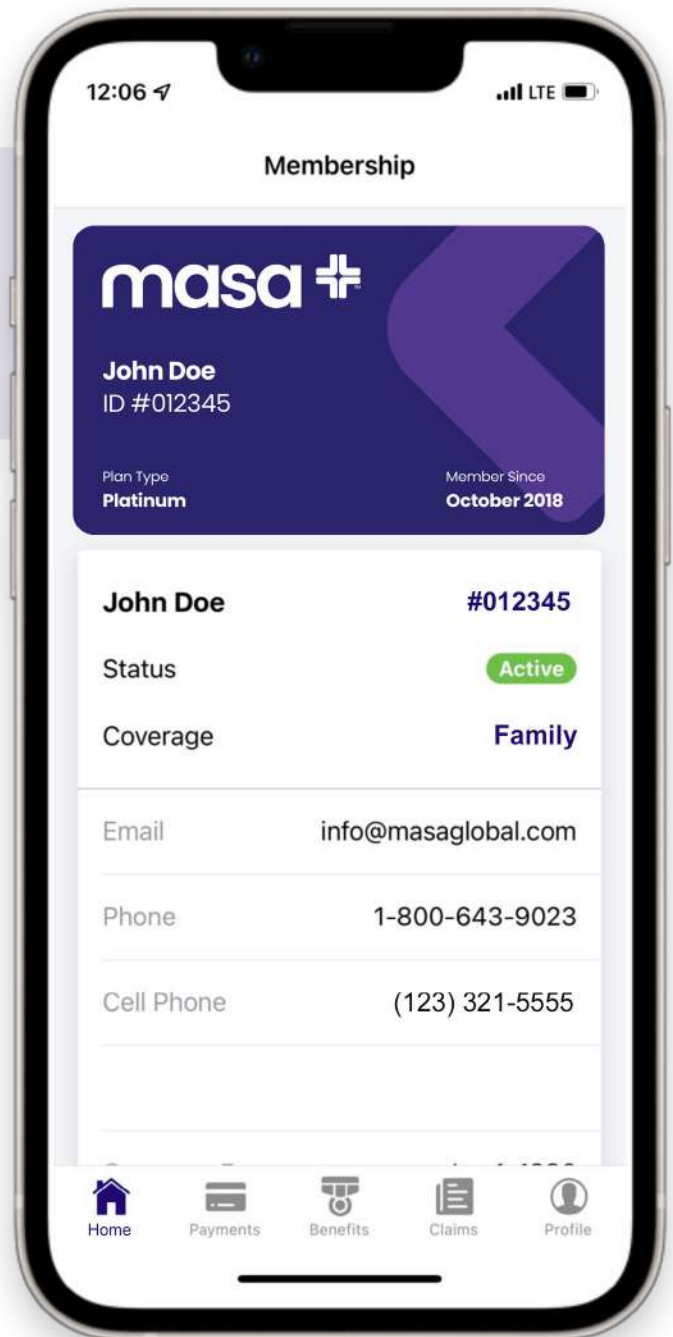 12:06
LTE
Membership
masa
John Doe
ID #012345
Plan Type
Member Since
Platinum
October 2018
John Doe
#012345
Status
Active
Coverage
Family
Email
info@masaglobal.com
Phone
1-800-643-9023
Cell Phone
(123) 321-5555
Home
Payments
Benefits
Claims
Profile